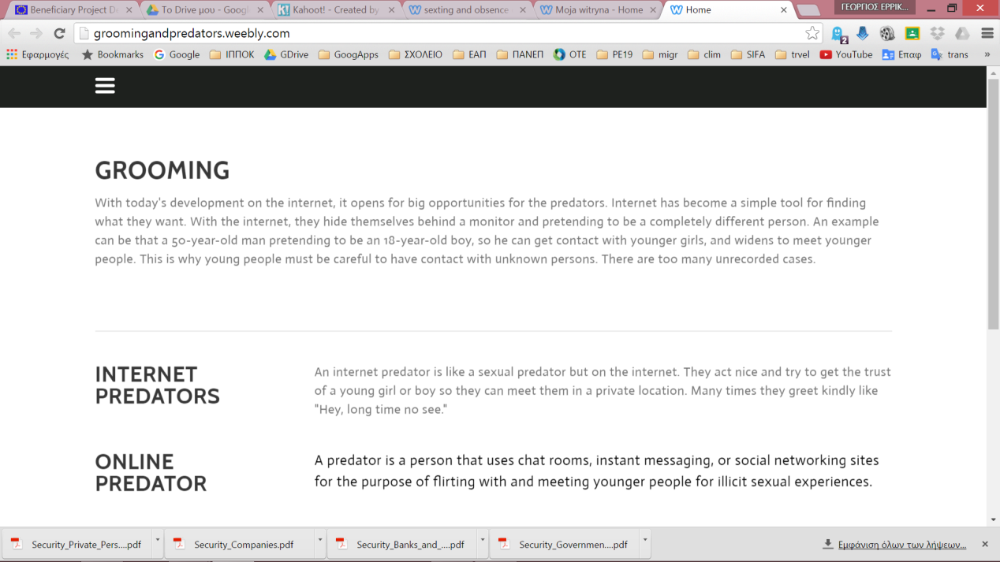 Beneficiary Project De
Το Drive μου - Googl
Kahoot! - Created by
sexting and obsence
Moja witryna - Home
Home
ΓΕΩΡΓΙΟΣ ΕΡΡΙΚ...
groomingandpredators.weebly.com
2
Εφαρμογές
Bookmarks
Google
ΙΠΠΟΚ
GDrive
GoogApps
ΣΧΟΛΕΙΟ
ΕΑΠ
ΠΑΝΕΠ
OTE
PE19
migr
clim
SIFA
trvel
YouTube
Επαφ
trans
»
GROOMING
With today's development on the internet, it opens for big opportunities for the predators. Internet has become a simple tool for finding
what they want. With the internet, they hide themselves behind a monitor and pretending to be a completely different person. An example
can be that a 50-year-old man pretending to be an 18-year-old boy, so he can get contact with younger girls, and widens to meet younger
people. This is why young people must be careful to have contact with unknown persons. There are too many unrecorded cases.
INTERNET
PREDATORS
An internet predator is like a sexual predator but on the internet. They act nice and try to get the trust
of a young girl or boy so they can meet them in a private location. Many times they greet kindly like
"Hey, long time no see."
ONLINE
PREDATOR
A predator is a person that uses chat rooms, instant messaging, or social networking sites
for the purpose of flirting with and meeting younger people for illicit sexual experiences.
Security_Private_Pers....pdf
Security_Companies.pdf
Security_Banks_and_....pdf
Security_Governmen....pdf
Εμφάνιση όλων των λήψεων...